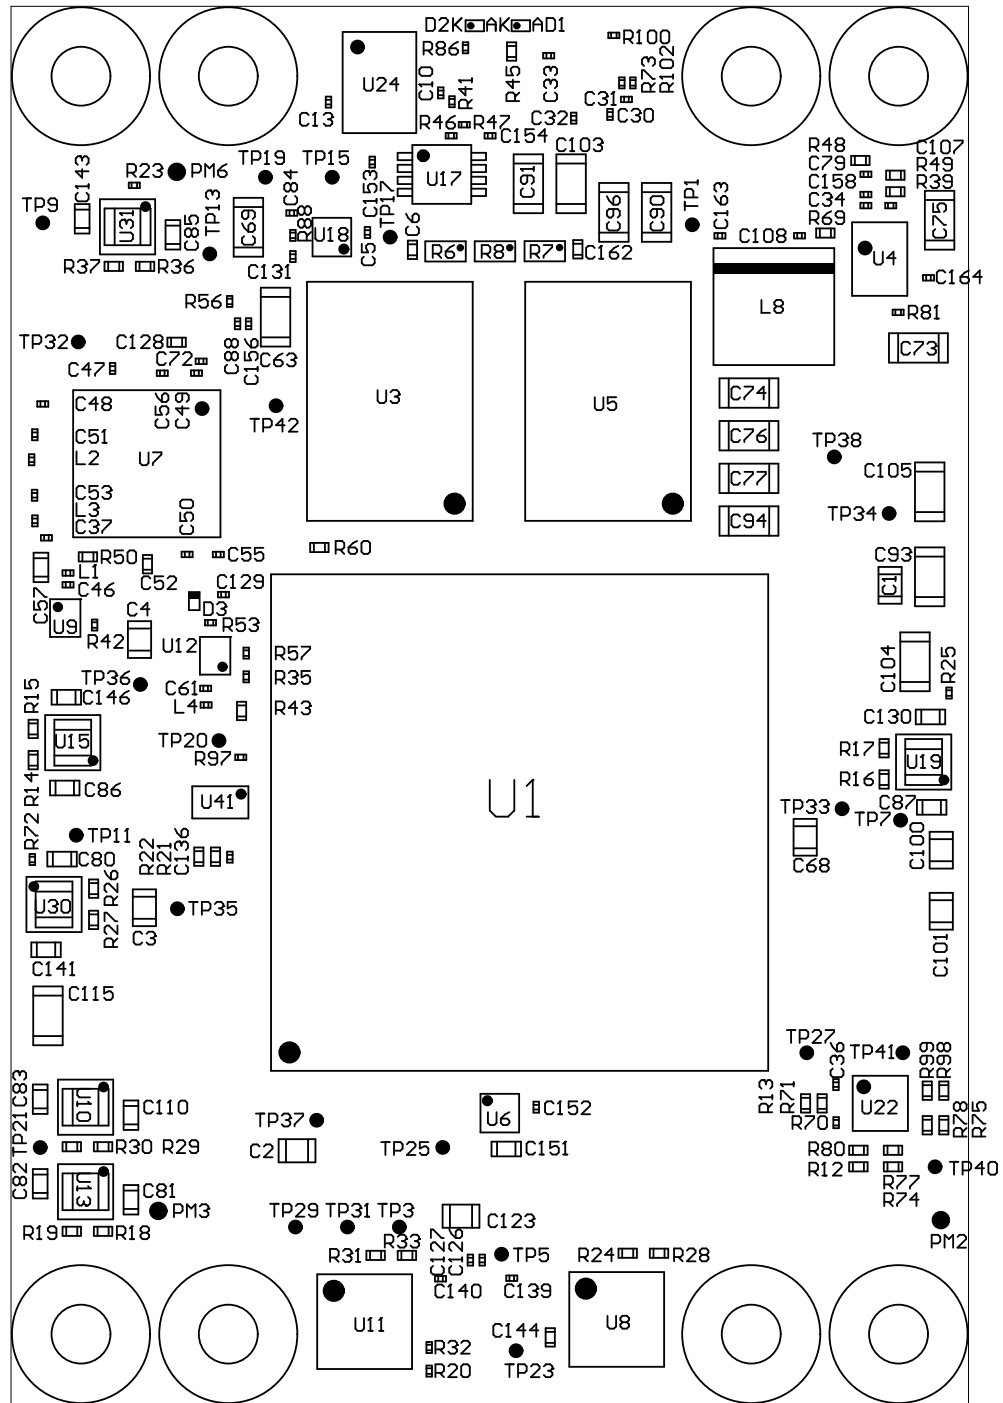 D2K AK AD1
R86
R100
U24
C10
R41
R45
C33
R73
R102
C13
C31
C32
C30
R46
R47
C154
C103
R48
C107
C79
R49
C158
R39
C34
R69
C75
C143
R23
PM6
TP19
TP15
C84
C153
U17
C91
C96
C90
TP1
C163
C108
TP9
U31
C85
TP13
C69
R88
U18
C5
TP17
C6
R6
R8
R7
C162
U4
C164
R37
R36
C131
R56
L8
R81
TP32
C128
C88
C156
C63
C73
C47
C72
U3
U5
C74
C48
C56
C49
TP42
C51
L2
U7
C76
TP38
C105
C53
L3
C37
C50
C77
TP34
C94
R50
C55
R60
C93
L1
C46
C52
C129
C1
C57
U9
R42
C4
D3
R53
U12
R57
C104
R25
TP36
C61
R35
R15
C146
L4
R43
C130
U15
TP20
R17
U19
R97
R14
C86
U41
U1
R16
TP33
C87
TP7
R72
TP11
C80
R22
R21
C136
C68
C100
R26
U30
R27
C3
TP35
C101
C141
C115
TP27
C36
TP41
R99
R98
C83
U10
C110
TP37
U6
C152
R13
R71
R70
U22
R78
R75
TP21
R30
R29
C2
TP25
C151
R80
R12
TP40
C82
U13
C81
PM3
R77
R74
R19
R18
TP29
TP31
TP3
C123
PM2
R31
R33
C127
C126
TP5
R24
R28
C140
C139
U11
C144
U8
R32
R20
TP23